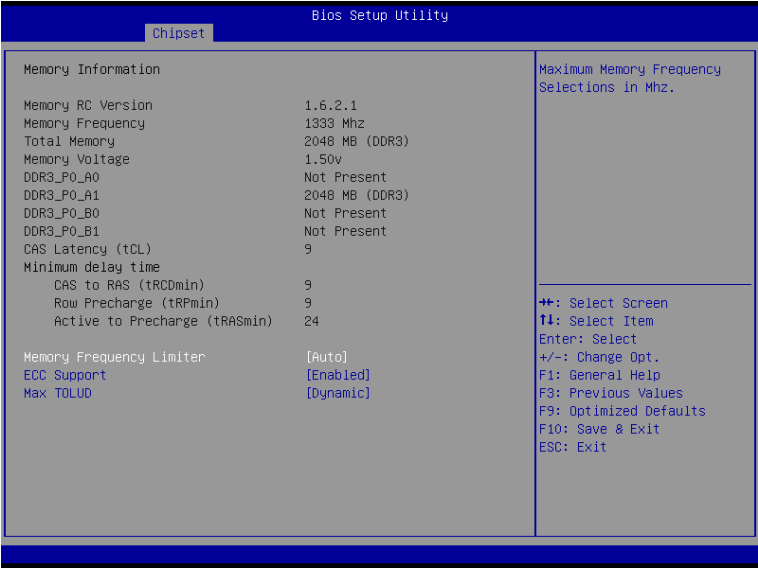 Bios Setup Utility
Chipset
Memory Information
Memory RC Version 1.6.2.1
Memory Frequency 1333 Mhz
Total Memory 2048 MB (DDR3)
Memory Voltage 1.50v
DDR3_P0_A0 Not Present
DDR3_P0_A1 2048 MB (DDR3)
DDR3_P0_B0 Not Present
DDR3_P0_B1 Not Present
CAS Latency (tCL) 9
Minimum delay time
CAS to RAS (tRCDmin) 9
Row Precharge (tRPmin) 9
Active to Precharge (tRASmin) 24
Memory Frequency Limiter [Auto]
ECC Support [Enabled]
Max TOLUD [Dynamic]
Maximum Memory Frequency
Selections in Mhz.
→←: Select Screen
↑↓: Select Item
Enter: Select
+/-: Change Opt.
F1: General Help
F3: Previous Values
F9: Optimized Defaults
F10: Save & Exit
ESC: Exit